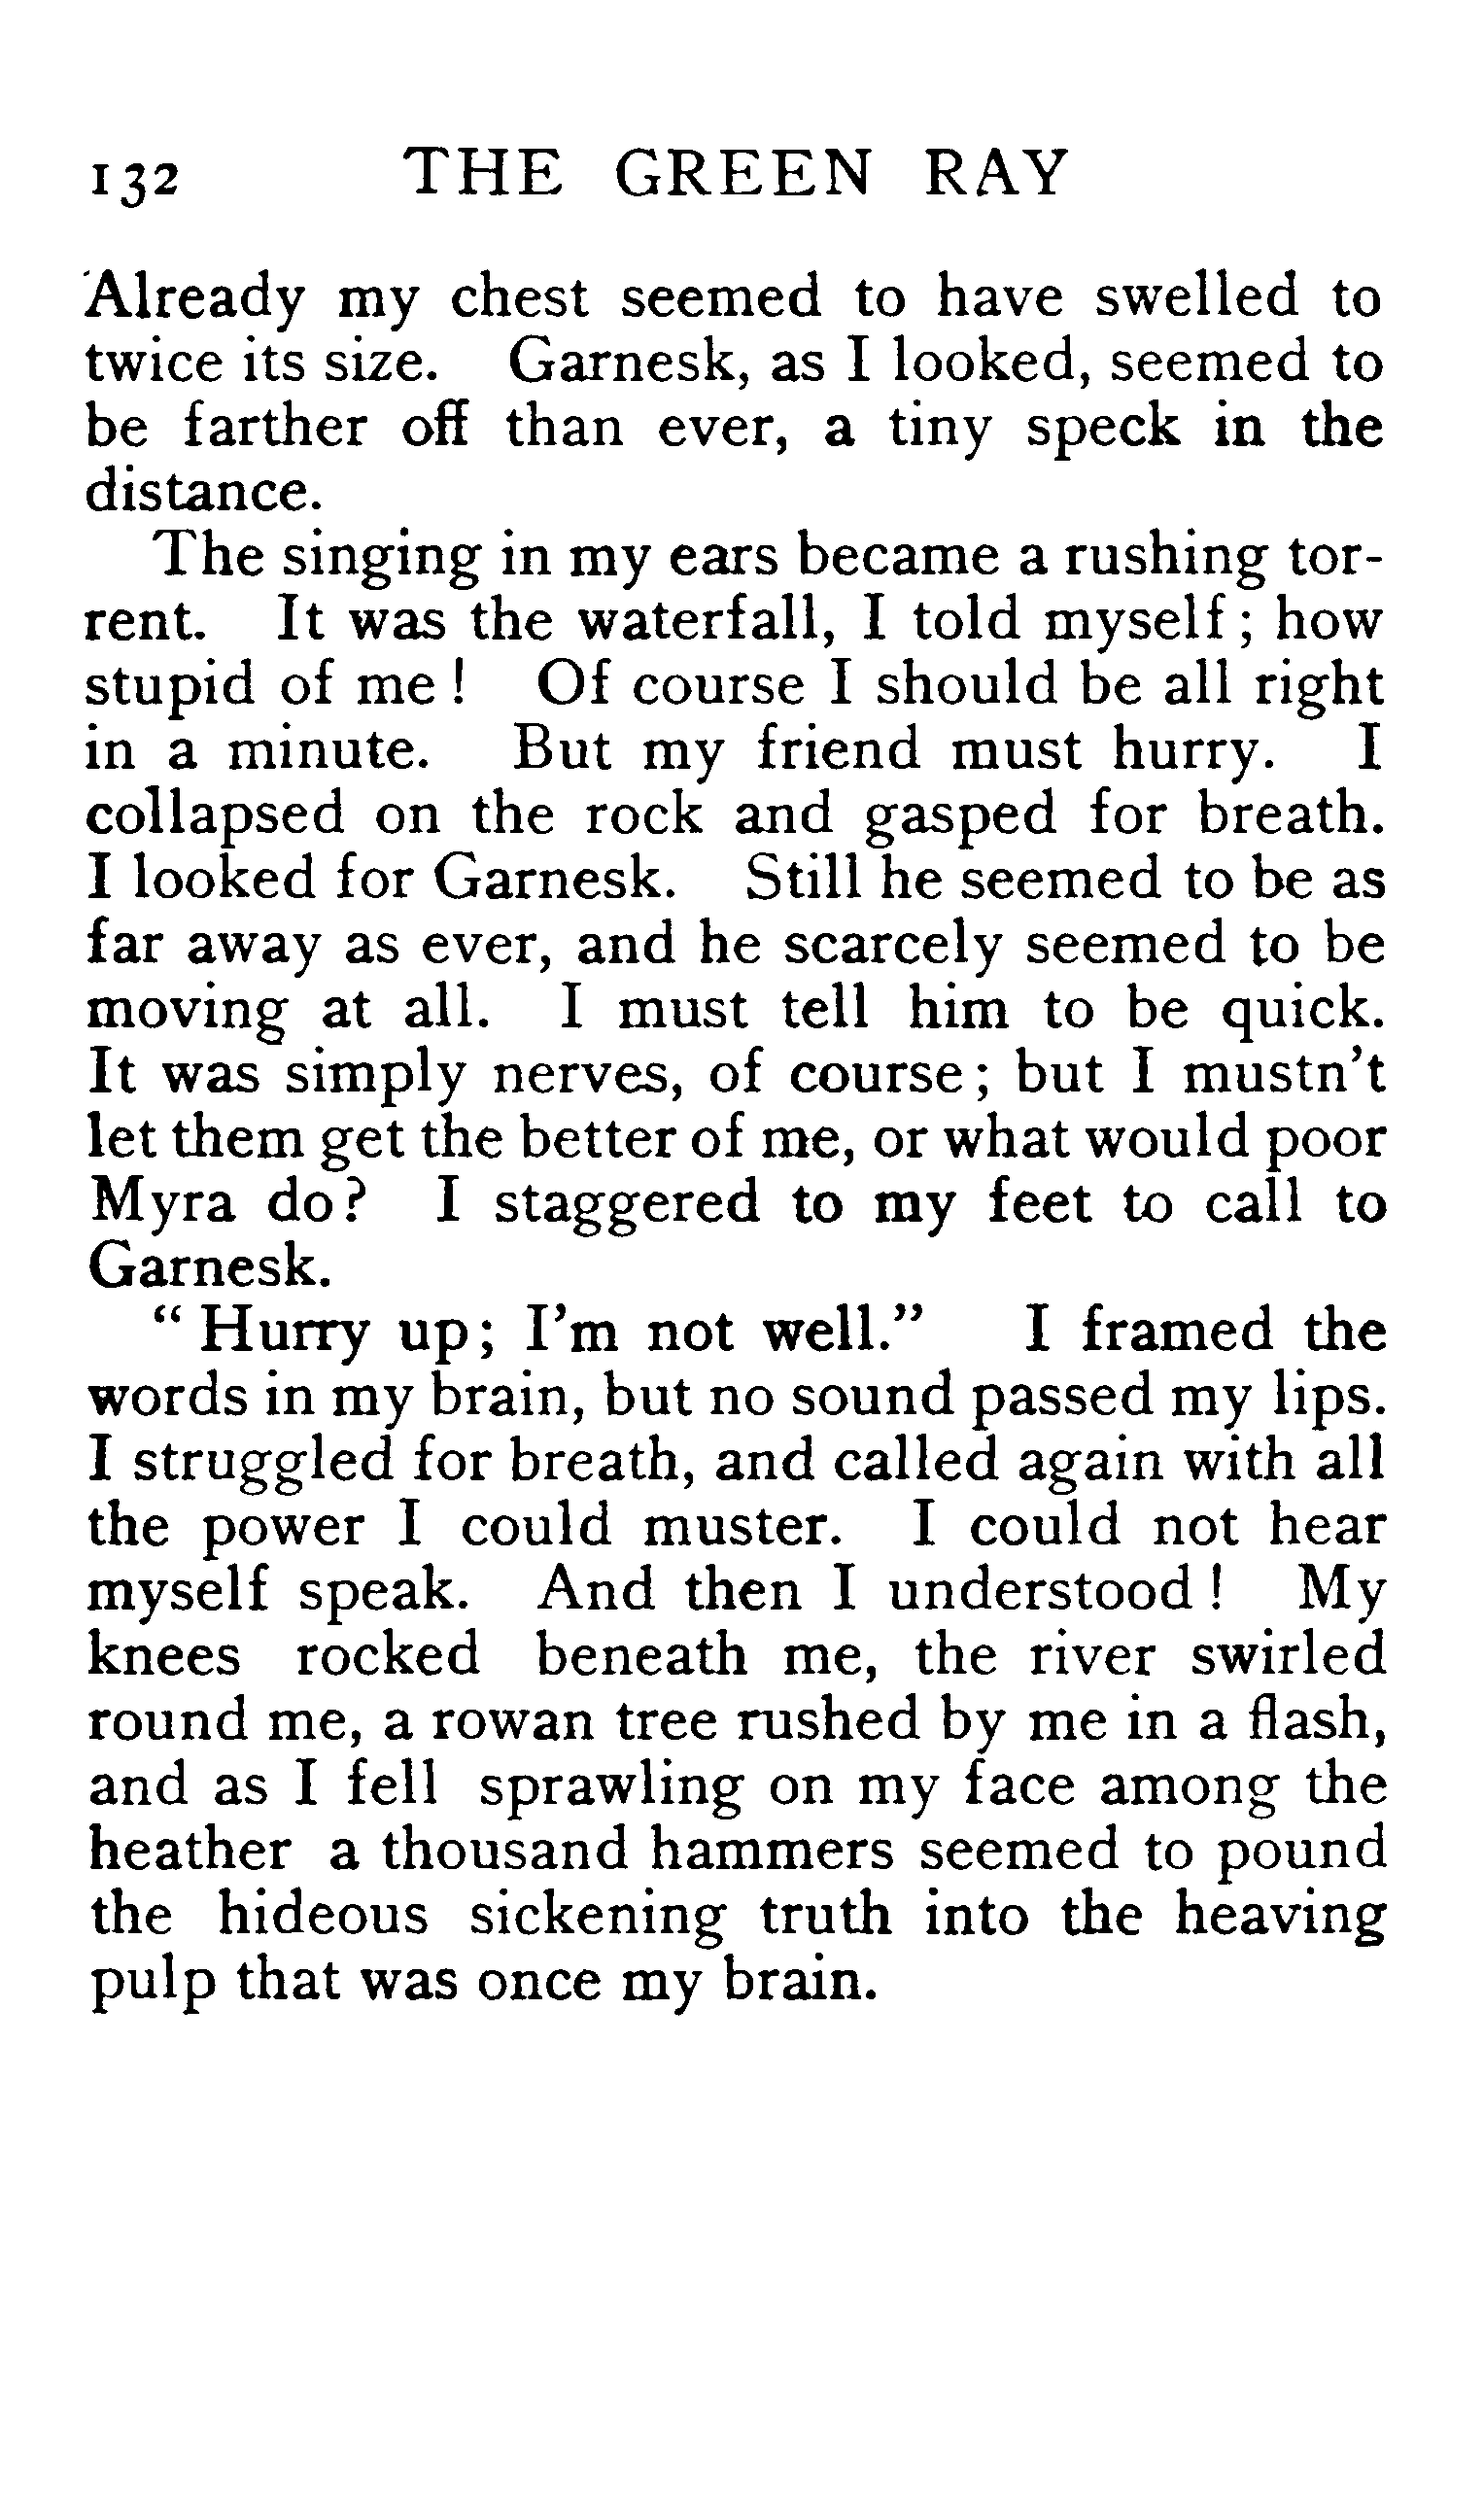 132 THE GREEN RAY
Already my chest seemed to have swelled to
twice its size. Garnesk, as I looked, seemed to
be farther off than ever, a tiny speck in the
distance.
The singing in my ears became a rushing tor-
rent. It was the waterfall, I told myself; how
stupid of me! Of course I should be all right
in a minute. But my friend must hurry. I
collapsed on the rock and gasped for breath.
I looked for Garnesk. Still he seemed to be as
far away as ever, and he scarcely seemed to be
moving at all. I must tell him to be quick.
It was simply nerves, of course; but I mustn't
let them get the better of me, or what would poor
Myra do? I staggered to my feet to call to
Garnesk.
"Hurry up; I'm not well." I framed the
words in my brain, but no sound passed my lips.
I struggled for breath, and called again with all
the power I could muster. I could not hear
myself speak. And then I understood! My
knees rocked beneath me, the river swirled
round me, a rowan tree rushed by me in a flash,
and as I fell sprawling on my face among the
heather a thousand hammers seemed to pound
the hideous sickening truth into the heaving
pulp that was once my brain.